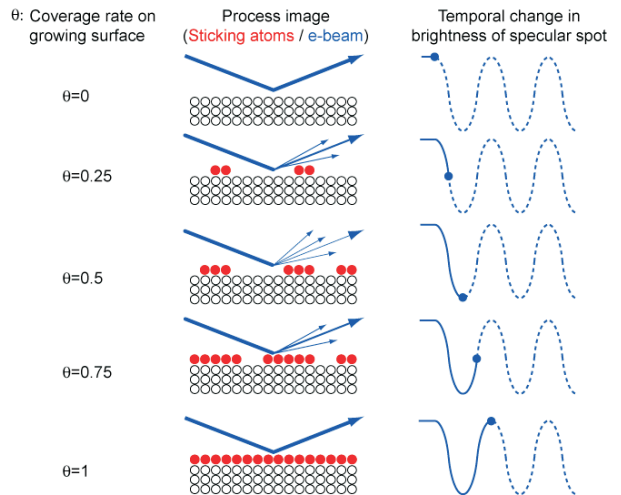 θ: Coverage rate on
growing surface
Process image
(Sticking atoms / e-beam)
Temporal change in
brightness of specular spot
θ=0
θ=0.25
θ=0.5
θ=0.75
θ=1